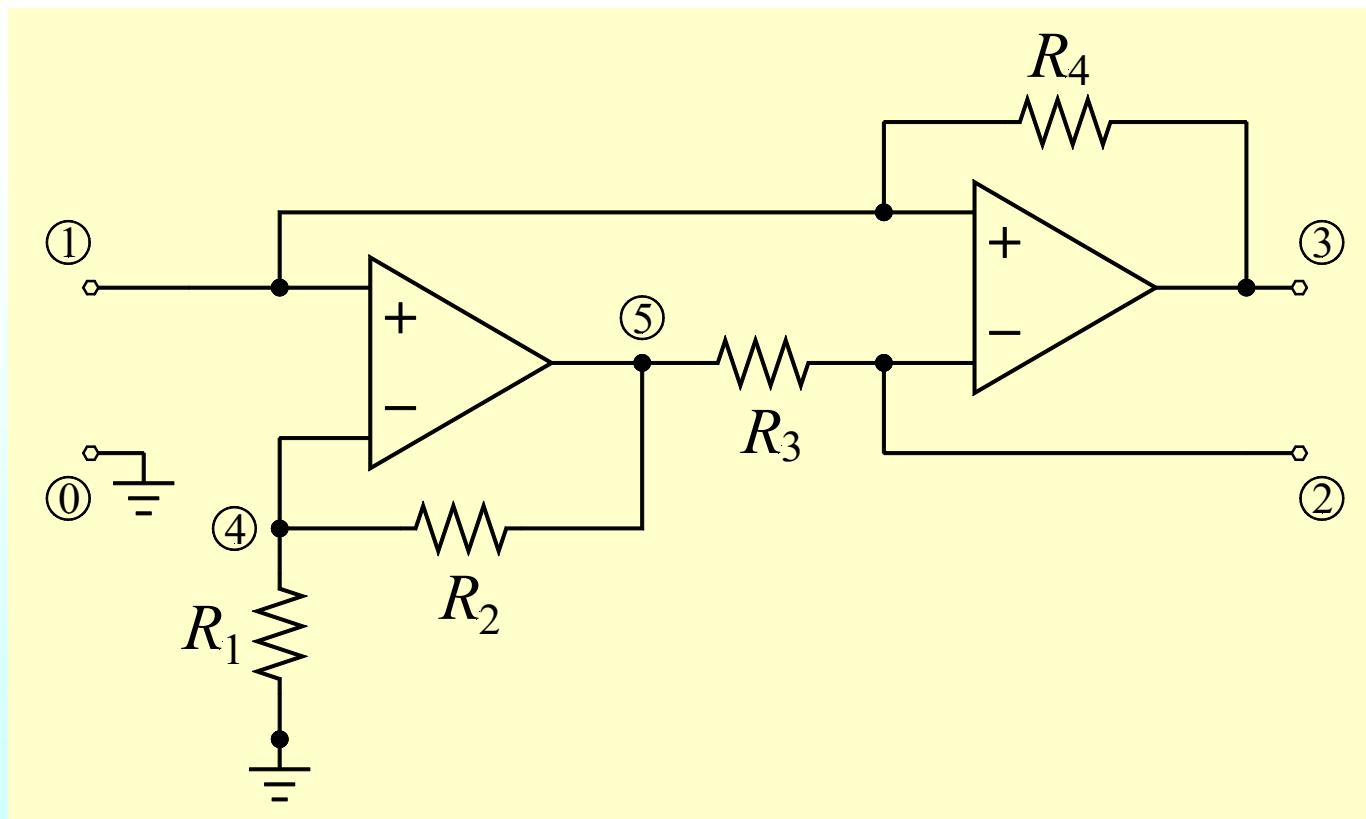 R4
①
+
−
⑤
+
−
③
R3
⓪
④
R2
②
R1